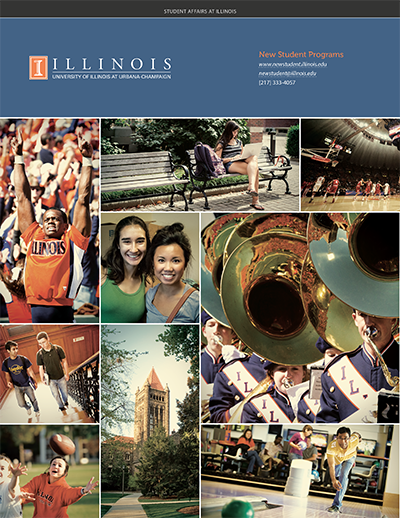 STUDENT AFFAIRS AT ILLINOIS
I ILLINOIS
UNIVERSITY OF ILLINOIS AT URBANA-CHAMPAIGN
New Student Programs
www.newstudent.illinois.edu
newstudent@illinois.edu
(217) 333-4057
ILLINOIS
I L
I L